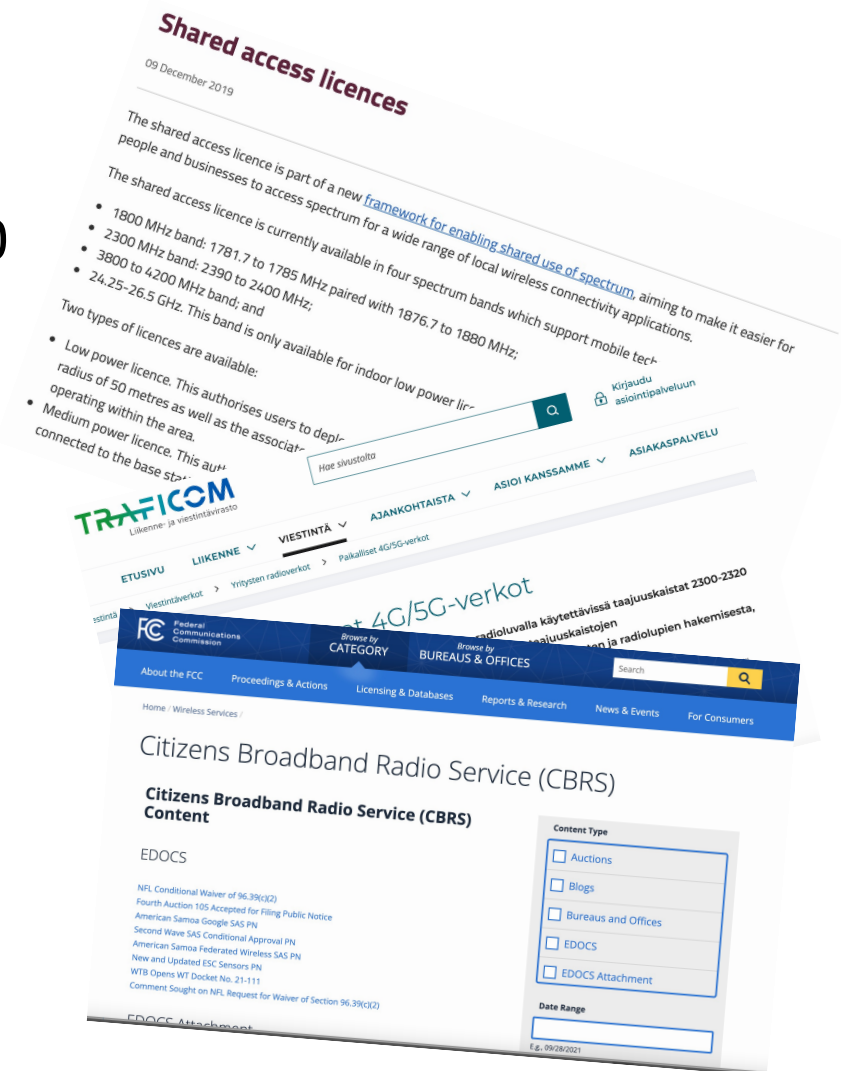 Shared access licences
09 December 2019
The shared access licence is part of a new framework for enabling shared use of spectrum, aiming to make it easier for
people and businesses to access spectrum for a wide range of local wireless connectivity applications.
The shared access licence is currently available in four spectrum bands which support mobile
1800 MHz band: 1781.7 to 1785 MHz paired with 1876.7 to 1880 MHz;
2300 MHz band: 2390 to 2400 MHz;
3800 to 4200 MHz band; and
24.25-26.5 GHz. This band is only available for indoor low power
Two types of licences are available:
Low power licence. This authorises users to
radius of 50 metres as well as the
operating within the area.
Medium power licence. This
connected to the base
Kirjaudu
asiointipalveluun
Hae sivustolta
TRAFICOM
Liikenne- ja viestintävirasto
ETUSIVU LIIKENNE VIESTINTÄ AJANKOHTAISTA ASIOI KANSSAMME ASIAKASPALVELU
Viestintäverkot > Yritysten radioverkot > Paikalliset 4G/5G-verkot
4G/5G-verkot
käytettävissä taajuuskaistat 2300-2320
ja radiolupien hakemisesta,
FC Federal
Communications
Commission
Browse by
CATEGORY
Browse by
BUREAUS & OFFICES
Search
About the FCC Proceedings & Actions Licensing & Databases Reports & Research News & Events For Consumers
Home / Wireless Services /
Citizens Broadband Radio Service (CBRS)
Citizens Broadband Radio Service (CBRS)
Content
EDOCS
NFL Conditional Waiver of 96.39(c)(2)
Fourth Auction 105 Accepted for Filing Public Notice
American Samoa Google SAS PN
Second Wave SAS Conditional Approval PN
American Samoa Federated Wireless SAS PN
New and Updated ESC Sensors PN
WTB Opens WT Docket No. 21-111
Comment Sought on NFL Request for Waiver of Section 96.39(c)(2)
EDOCS Attachment
Content Type
Auctions
Blogs
Bureaus and Offices
EDOCS
EDOCS Attachment
Date Range
E.g., 09/28/2021